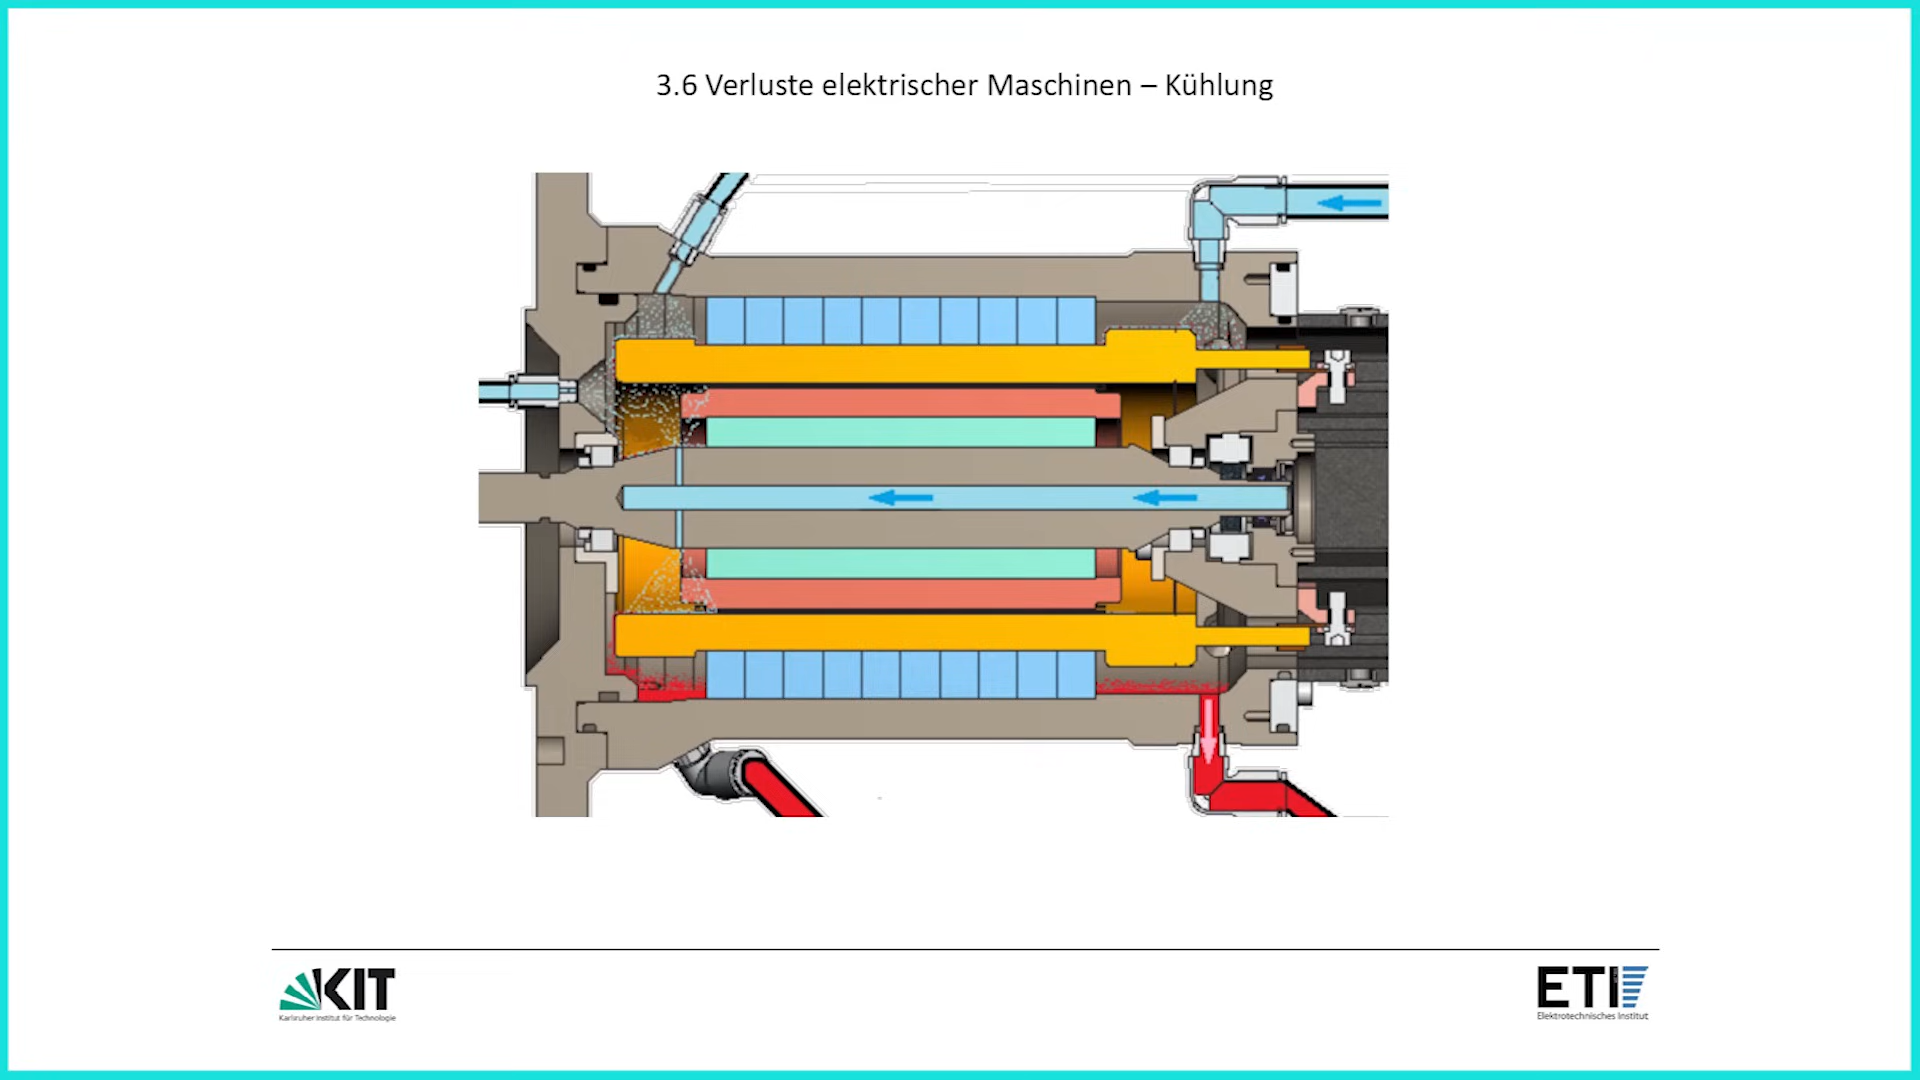 3.6 Verluste elektrischer Maschinen – Kühlung
KIT
Karlsruher Institut für Technologie
ETI
Elektrotechnisches Institut